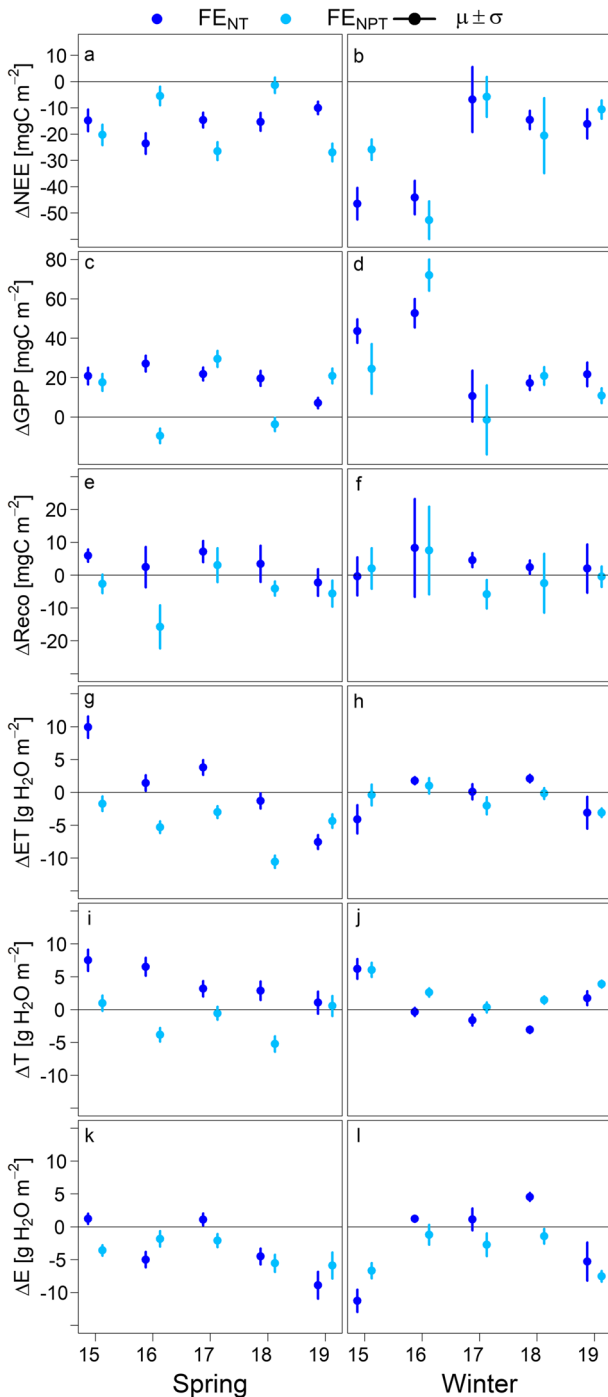 FE_NT FE_NPT μ ± σ
a b
ΔNEE [mgC m⁻²]
10
0
-10
-20
-30
-40
-50
c d
ΔGPP [mgC m⁻²]
80
60
40
20
0
e f
ΔReco [mgC m⁻²]
20
10
0
-10
-20
g h
ΔET [g H₂O m⁻²]
10
5
0
-5
-10
i j
ΔT [g H₂O m⁻²]
10
5
0
-5
-10
k l
ΔE [g H₂O m⁻²]
10
5
0
-5
-10
15 16 17 18 19 15 16 17 18 19
Spring Winter